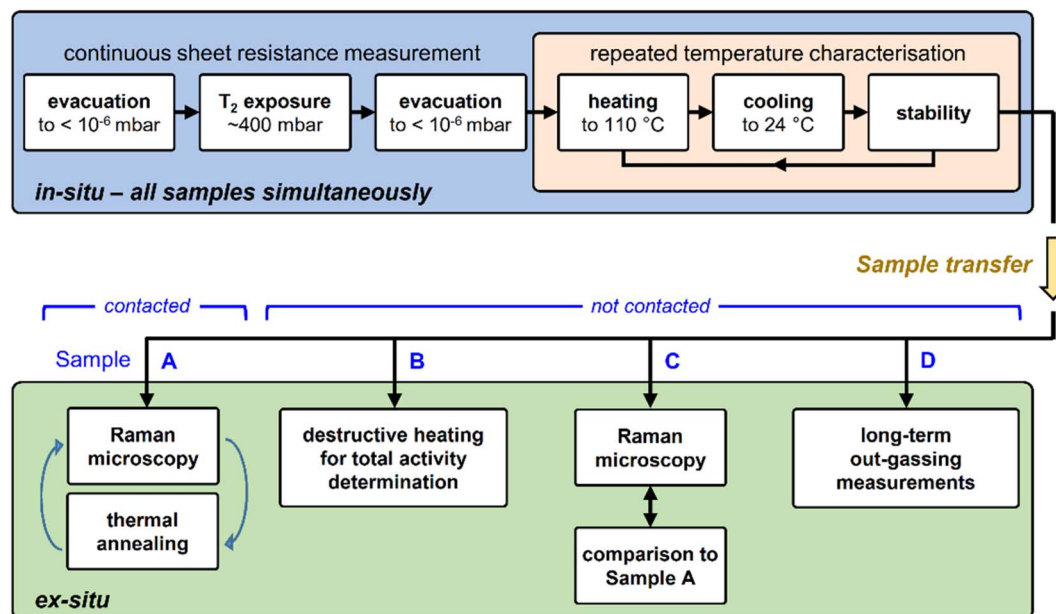 continuous sheet resistance measurement
repeated temperature characterisation
evacuation
to < 10⁻⁶ mbar
T₂ exposure
~400 mbar
evacuation
to < 10⁻⁶ mbar
heating
to 110 °C
cooling
to 24 °C
stability
in-situ – all samples simultaneously
Sample transfer
contacted
not contacted
Sample A
B
C
D
Raman
microscopy
thermal
annealing
destructive heating
for total activity
determination
Raman
microscopy
comparison to
Sample A
long-term
out-gassing
measurements
ex-situ